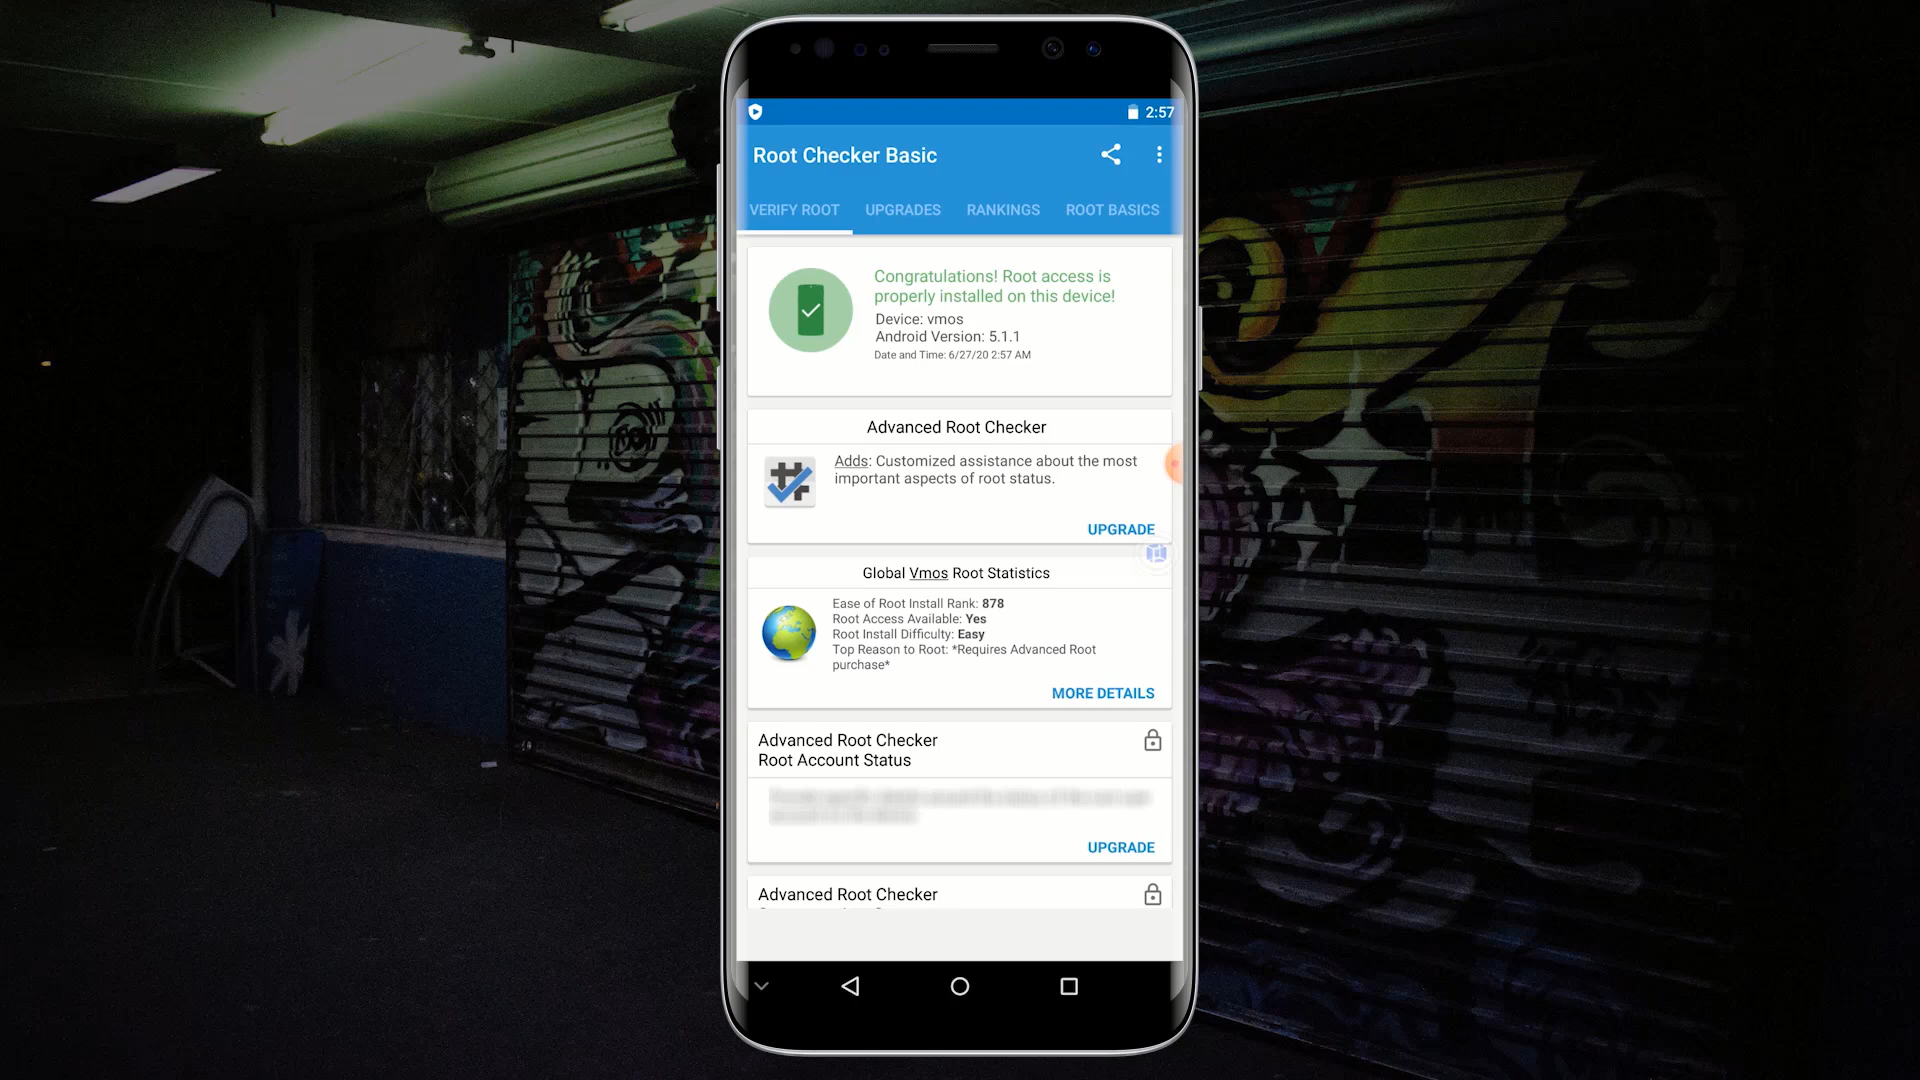 2:57
Root Checker Basic
VERIFY ROOT UPGRADES RANKINGS ROOT BASICS
Congratulations! Root access is
properly installed on this device!
Device: vmos
Android Version: 5.1.1
Date and Time: 6/27/20 2:57 AM
Advanced Root Checker
Adds: Customized assistance about the most
important aspects of root status.
UPGRADE
Global Vmos Root Statistics
Ease of Root Install Rank: 878
Root Access Available: Yes
Root Install Difficulty: Easy
Top Reason to Root: *Requires Advanced Root
purchase*
MORE DETAILS
Advanced Root Checker
Root Account Status
UPGRADE
Advanced Root Checker